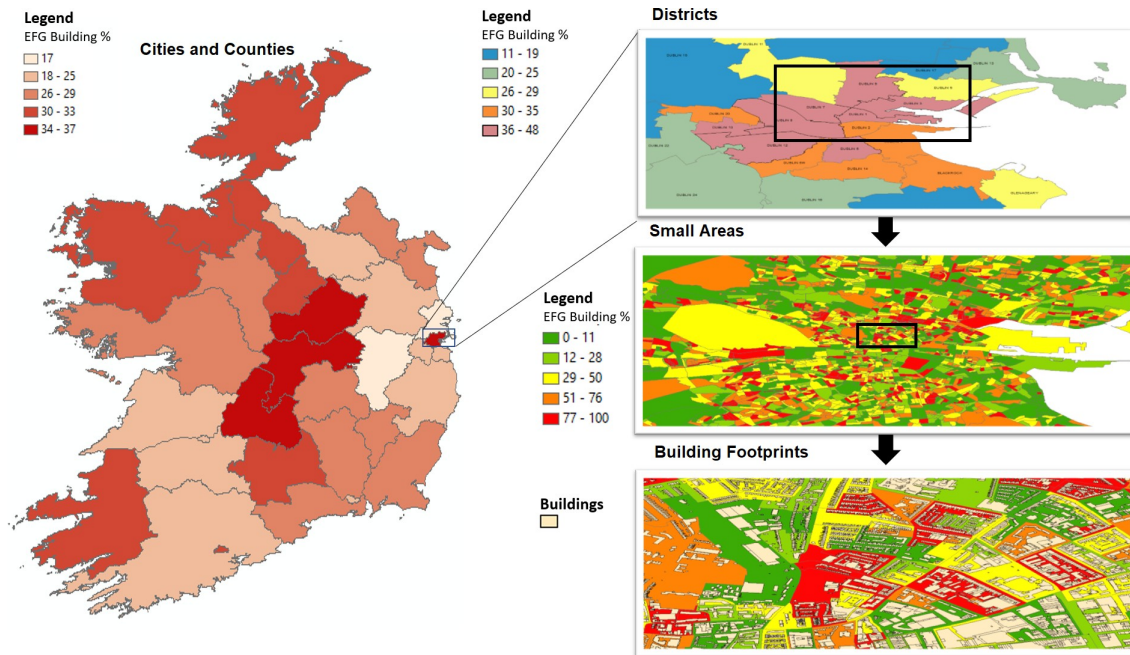 Legend
EFG Building %
17
18 - 25
26 - 29
30 - 33
34 - 37
Cities and Counties
Legend
EFG Building %
11 - 19
20 - 25
26 - 29
30 - 35
36 - 48
Districts
Small Areas
Legend
EFG Building %
0 - 11
12 - 28
29 - 50
51 - 76
77 - 100
Building Footprints
Buildings